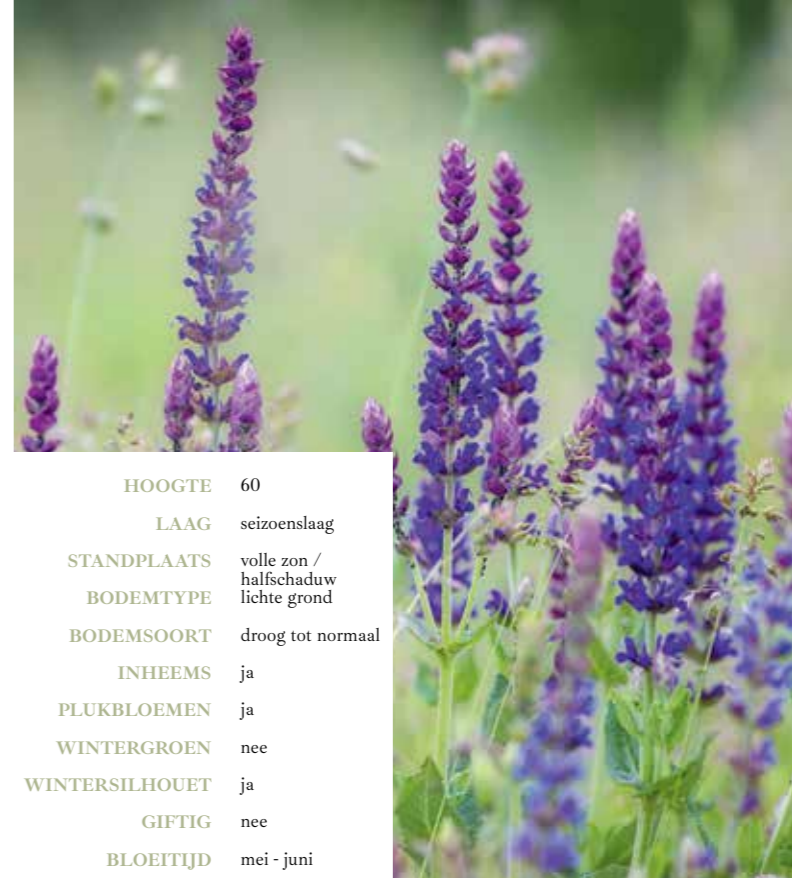 HOOGTE 60
LAAG seizoenslaag
STANDPLAATS volle zon /
halfschaduw
BODEMTYPE lichte grond
BODEMSOORT droog tot normaal
INHEEMS ja
PLUKBLOEMEN ja
WINTERGROEN nee
WINTERSILHOUET ja
GIFTIG nee
BLOEITIJD mei - juni